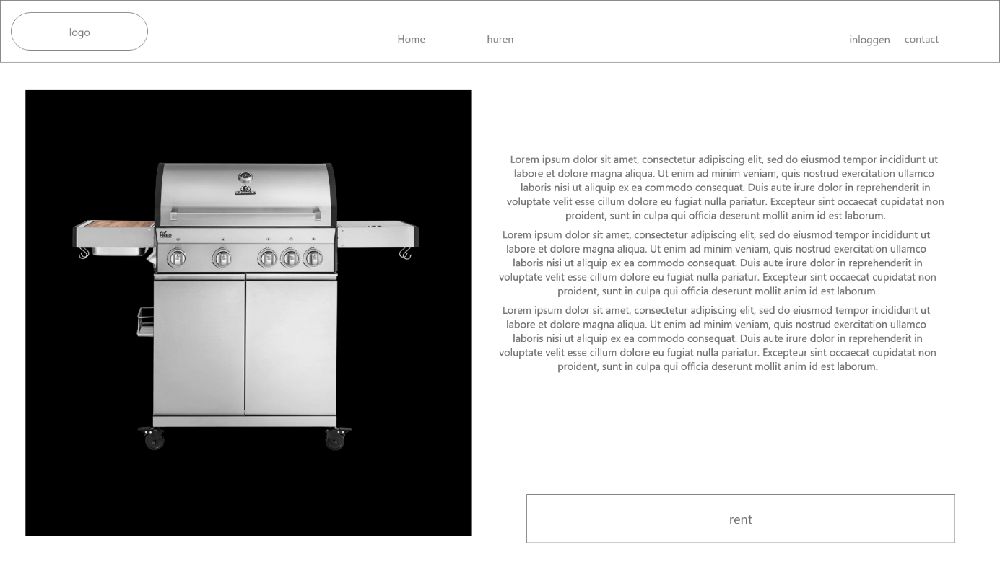 logo
Home huren inloggen contact
Lorem ipsum dolor sit amet, consectetur adipiscing elit, sed do eiusmod tempor incididunt ut
labore et dolore magna aliqua. Ut enim ad minim veniam, quis nostrud exercitation ullamco
laboris nisi ut aliquip ex ea commodo consequat. Duis aute irure dolor in reprehenderit in
voluptate velit esse cillum dolore eu fugiat nulla pariatur. Excepteur sint occaecat cupidatat non
proident, sunt in culpa qui officia deserunt mollit anim id est laborum.
Lorem ipsum dolor sit amet, consectetur adipiscing elit, sed do eiusmod tempor incididunt ut
labore et dolore magna aliqua. Ut enim ad minim veniam, quis nostrud exercitation ullamco
laboris nisi ut aliquip ex ea commodo consequat. Duis aute irure dolor in reprehenderit in
voluptate velit esse cillum dolore eu fugiat nulla pariatur. Excepteur sint occaecat cupidatat non
proident, sunt in culpa qui officia deserunt mollit anim id est laborum.
Lorem ipsum dolor sit amet, consectetur adipiscing elit, sed do eiusmod tempor incididunt ut
labore et dolore magna aliqua. Ut enim ad minim veniam, quis nostrud exercitation ullamco
laboris nisi ut aliquip ex ea commodo consequat. Duis aute irure dolor in reprehenderit in
voluptate velit esse cillum dolore eu fugiat nulla pariatur. Excepteur sint occaecat cupidatat non
proident, sunt in culpa qui officia deserunt mollit anim id est laborum.
FRED
rent